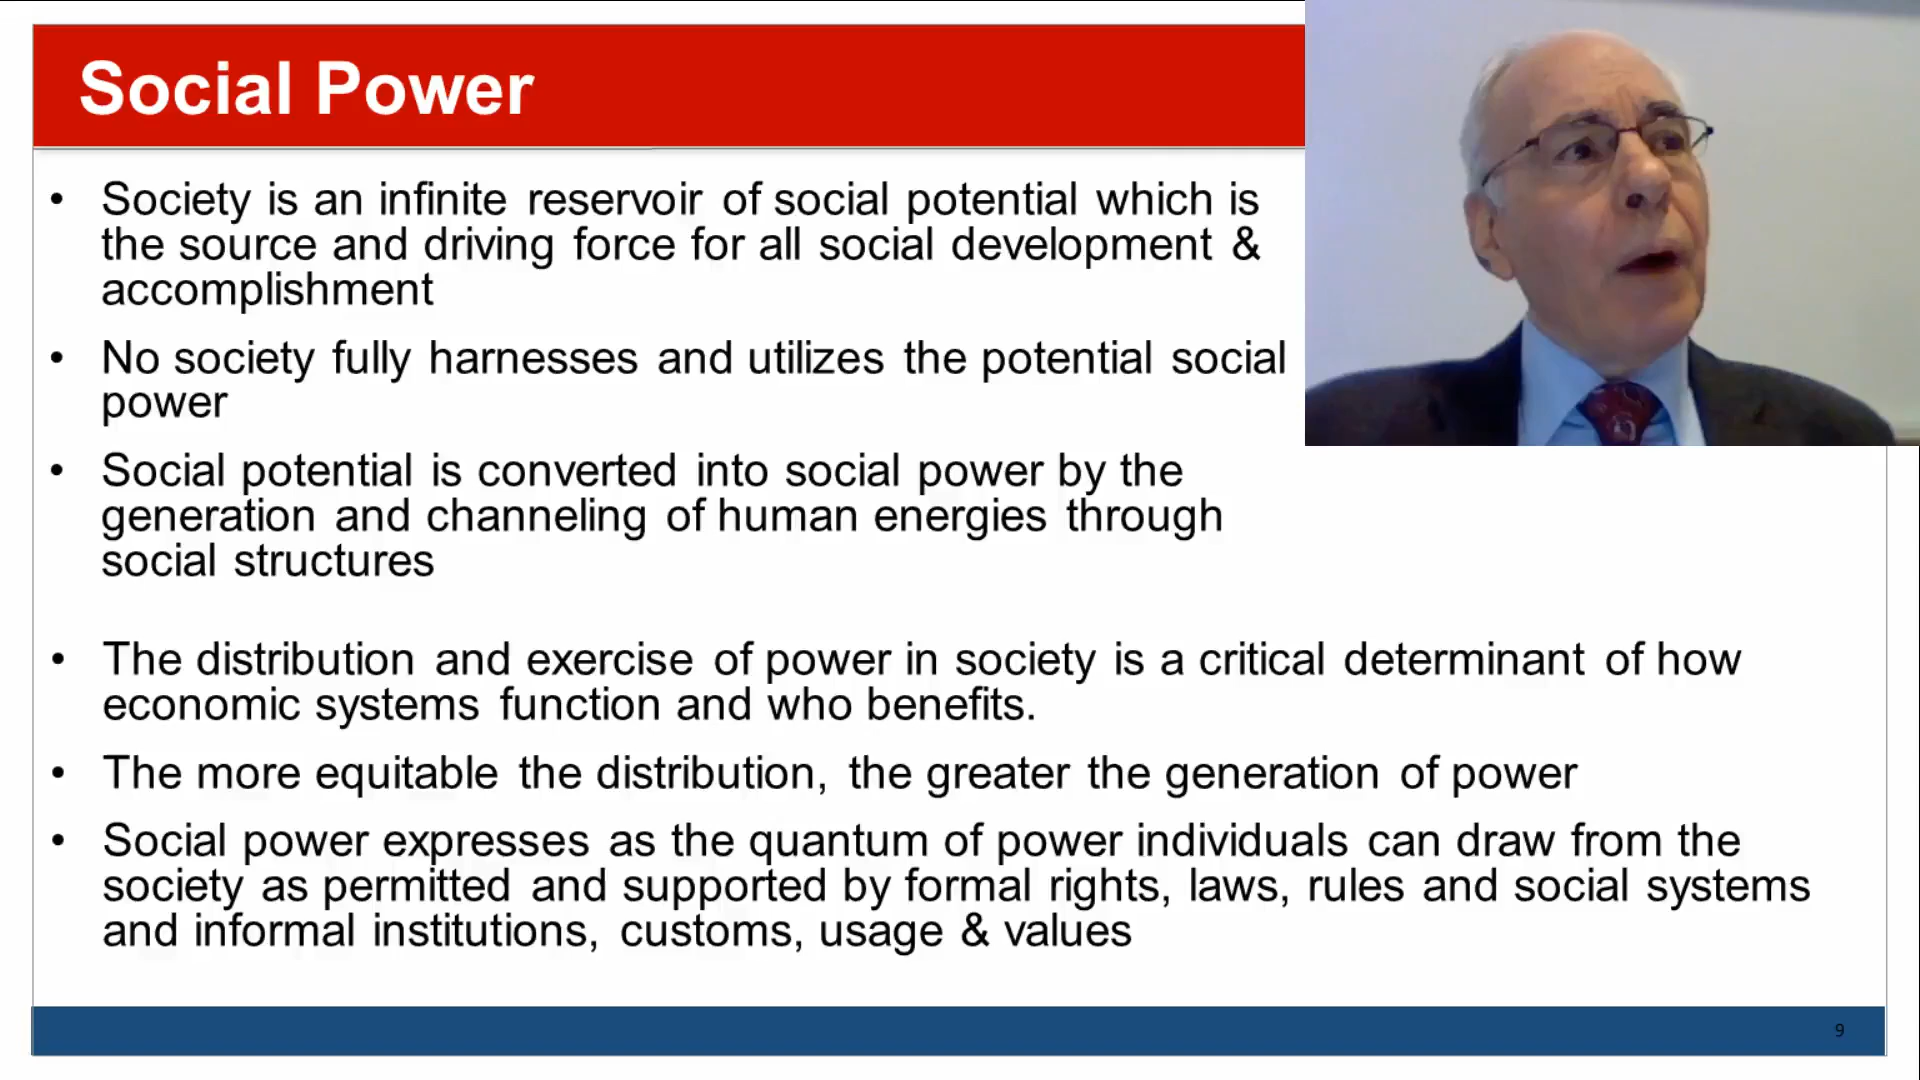 Social Power
• Society is an infinite reservoir of social potential which is
the source and driving force for all social development &
accomplishment
• No society fully harnesses and utilizes the potential social
power
• Social potential is converted into social power by the
generation and channeling of human energies through
social structures
• The distribution and exercise of power in society is a critical determinant of how
economic systems function and who benefits.
• The more equitable the distribution, the greater the generation of power
• Social power expresses as the quantum of power individuals can draw from the
society as permitted and supported by formal rights, laws, rules and social systems
and informal institutions, customs, usage & values
9